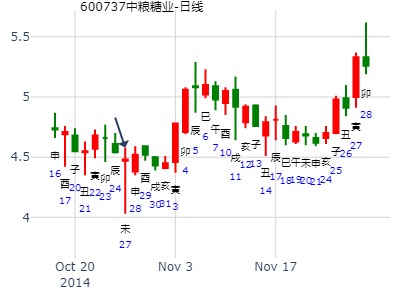 600737中粮糖业-日线
5.5
5
4.5
4
申
16
酉
17
子
20
丑
21
寅
22
卯
23
辰
24
未
27
申
28
酉
29
戌
30
亥
31
寅
3
卯
4
辰
5
巳
6
午
7
酉
10
戌
11
亥
12
子
13
丑
14
辰
17
巳
18
午
19
未
20
申
21
亥
24
子
25
丑
26
寅
27
卯
28
Oct 20
2014
Nov 3
Nov 17